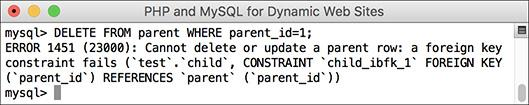 PHP and MySQL for Dynamic Web Sites
mysql> DELETE FROM parent WHERE parent_id=1;
ERROR 1451 (23000): Cannot delete or update a parent row: a foreign key
constraint fails (`test`.`child`, CONSTRAINT `child_ibfk_1` FOREIGN KEY
(`parent_id`) REFERENCES `parent` (`parent_id`))
mysql>